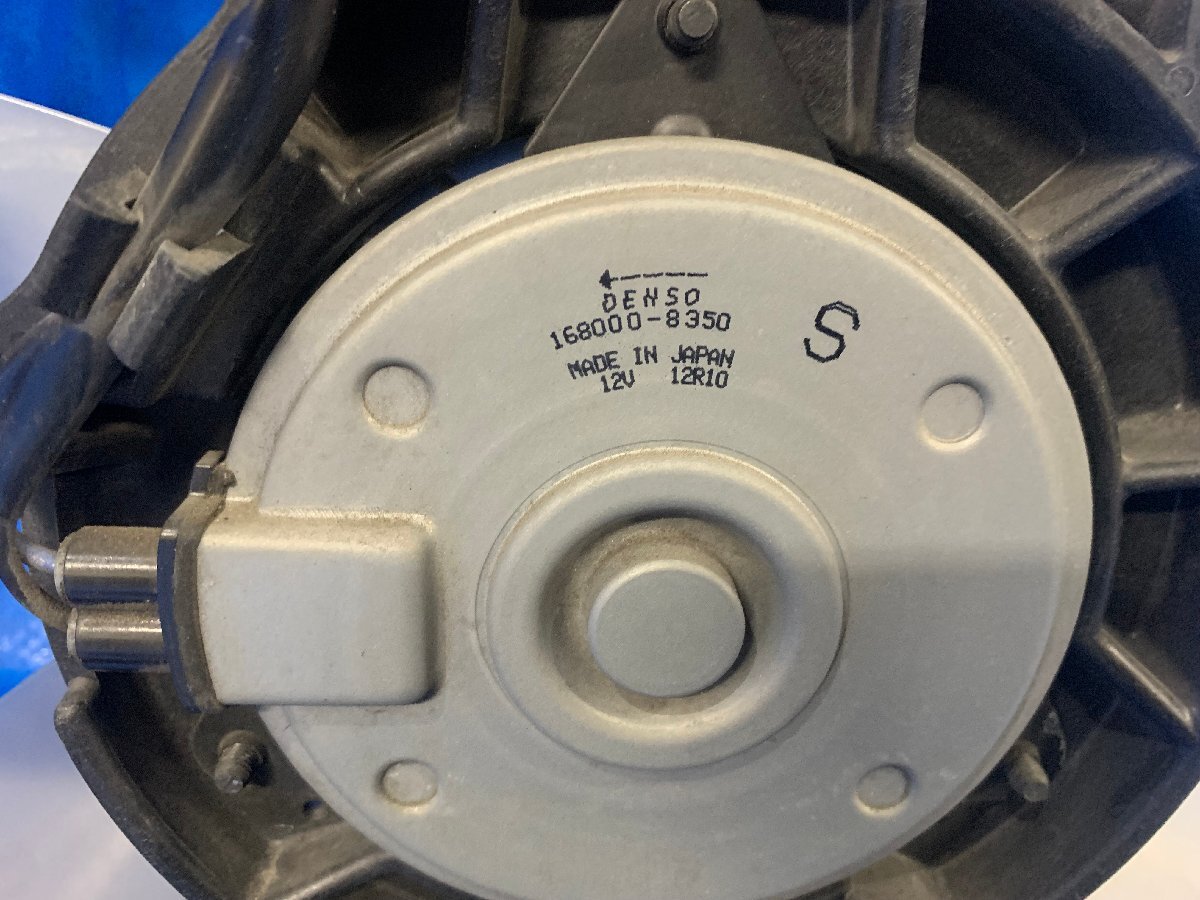 DENSO
168000-8350
S
MADE IN JAPAN
12V 12R10